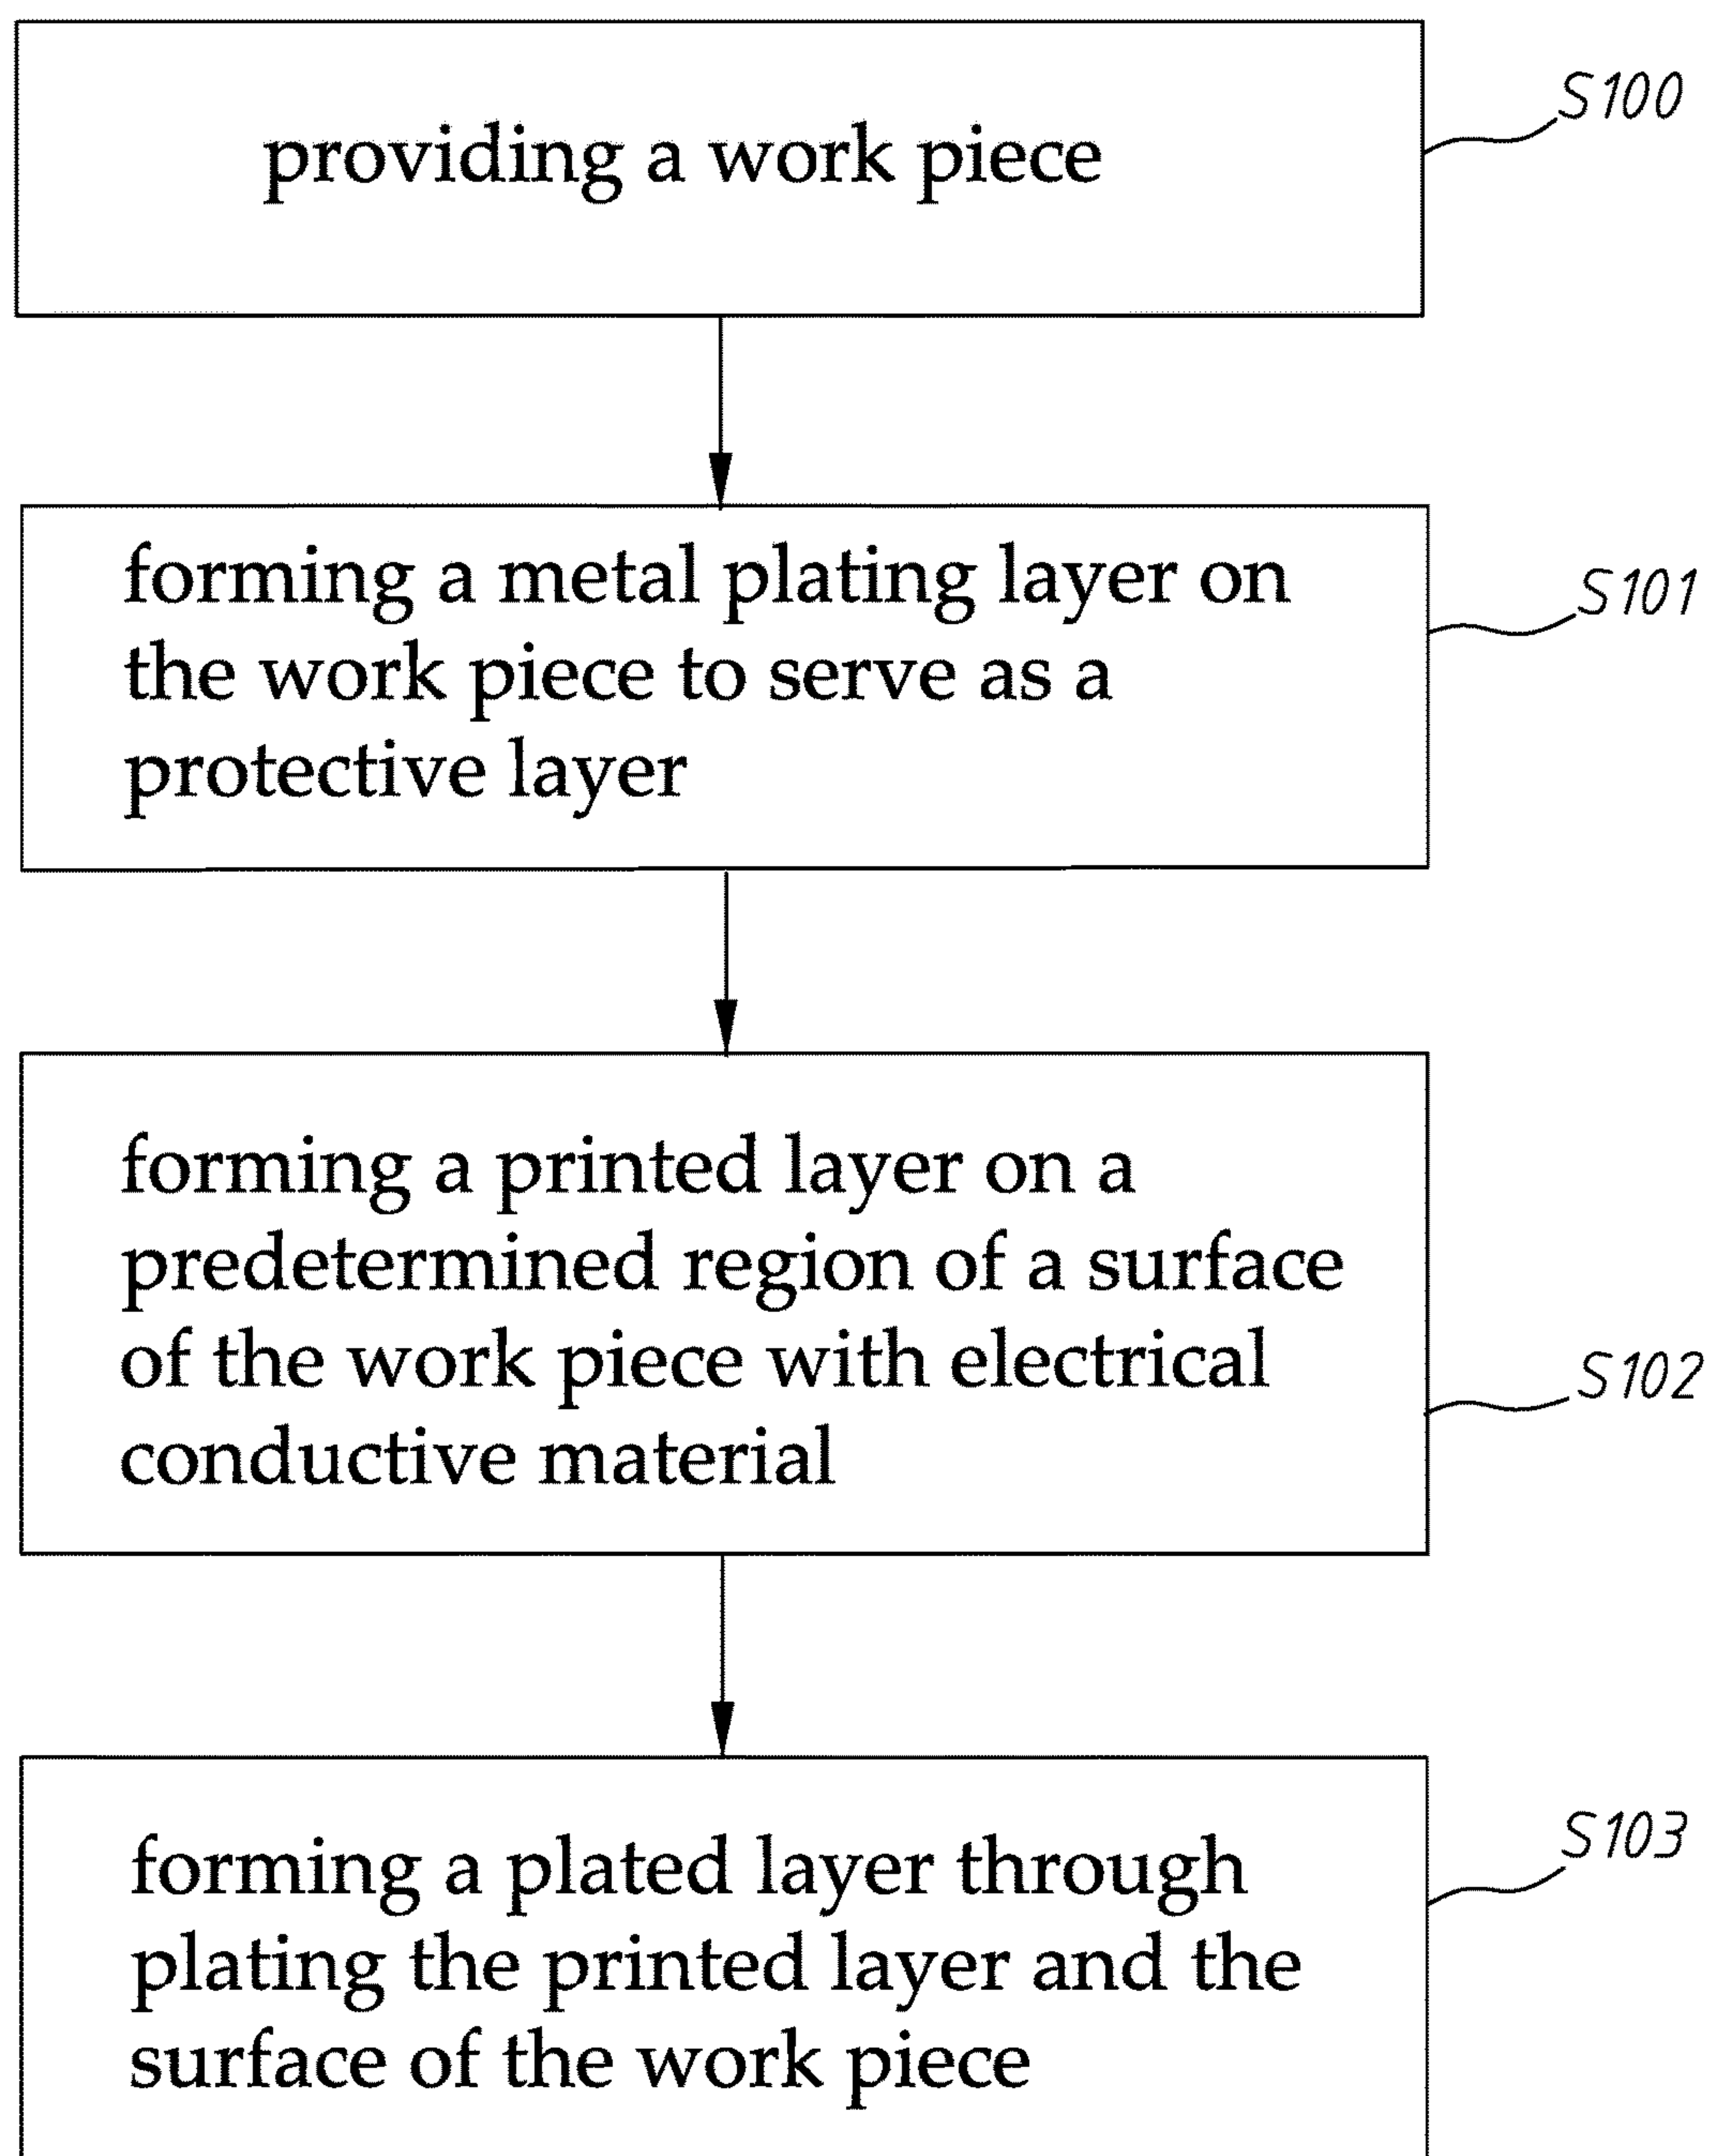 providing a work piece
S100
forming a metal plating layer on
the work piece to serve as a
protective layer
S101
forming a printed layer on a
predetermined region of a surface
of the work piece with electrical
conductive material
S102
forming a plated layer through
plating the printed layer and the
surface of the work piece
S103